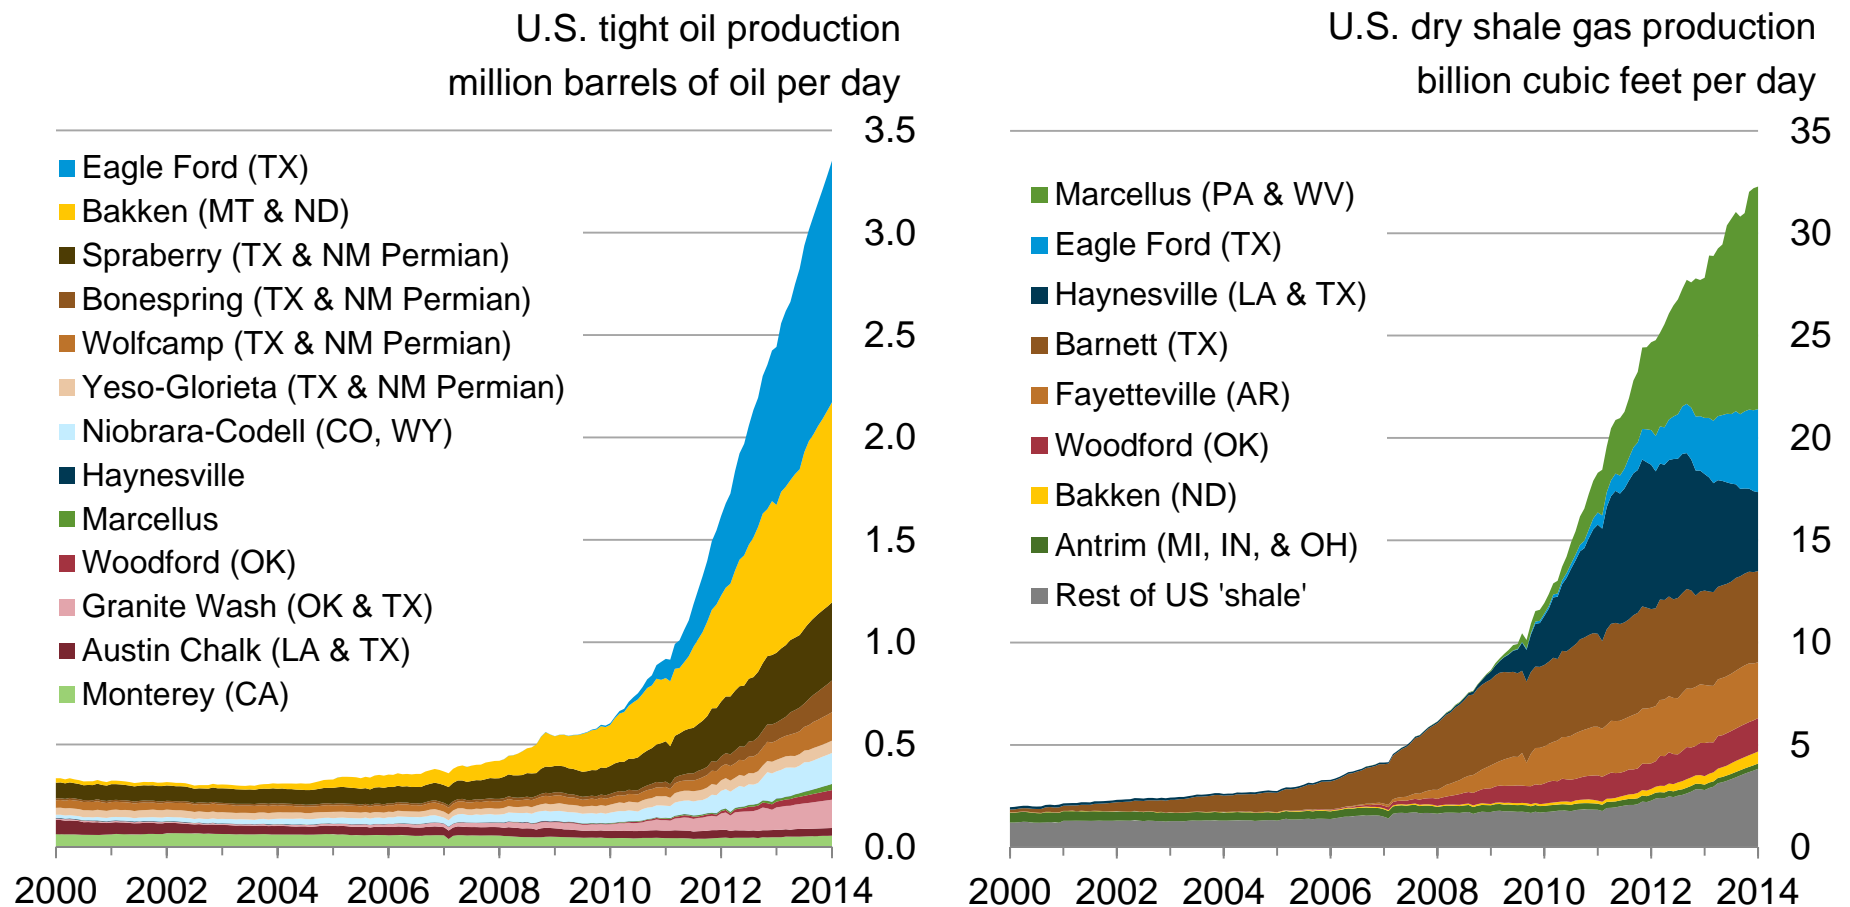 U.S. tight oil production
million barrels of oil per day
3.5
Eagle Ford (TX)
Bakken (MT & ND)
3.0
Spraberry (TX & NM Permian)
Bonespring (TX & NM Permian)
2.5
Wolfcamp (TX & NM Permian)
Yeso-Glorieta (TX & NM Permian)
Niobrara-Codell (CO, WY)
2.0
Haynesville
Marcellus
1.5
Woodford (OK)
Granite Wash (OK & TX)
Austin Chalk (LA & TX)
1.0
Monterey (CA)
0.5
0.0
2000 2002 2004 2006 2008 2010 2012 2014
U.S. dry shale gas production
billion cubic feet per day
35
Marcellus (PA & WV)
30
Eagle Ford (TX)
Haynesville (LA & TX)
25
Barnett (TX)
Fayetteville (AR)
20
Woodford (OK)
Bakken (ND)
15
Antrim (MI, IN, & OH)
Rest of US 'shale'
10
5
0
2000 2002 2004 2006 2008 2010 2012 2014